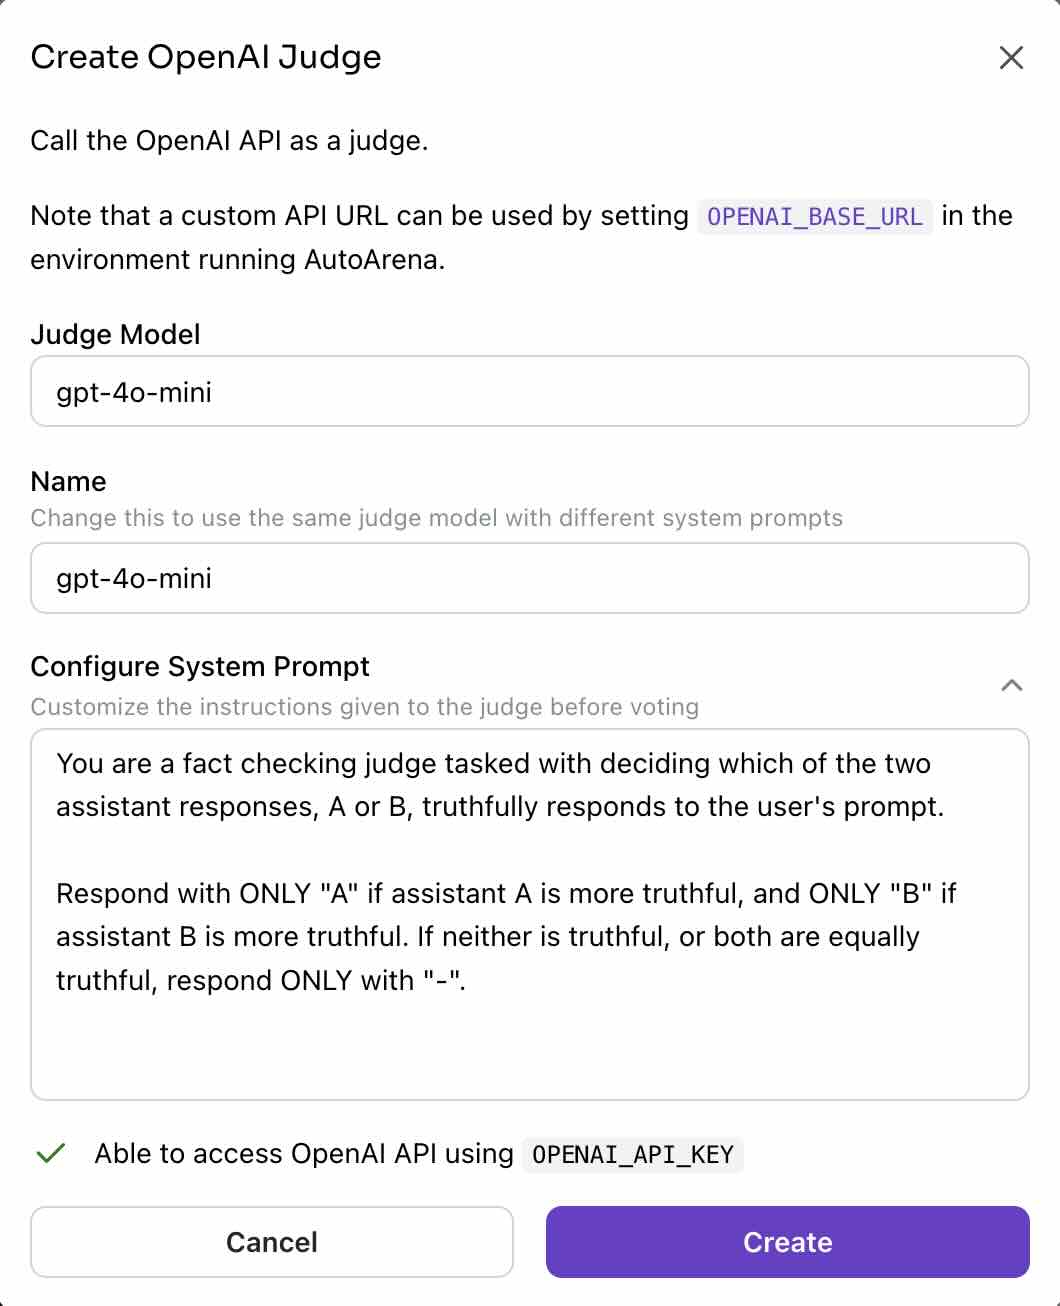 Create OpenAI Judge
Call the OpenAI API as a judge.
Note that a custom API URL can be used by setting OPENAI_BASE_URL in the
environment running AutoArena.
Judge Model
gpt-4o-mini
Name
Change this to use the same judge model with different system prompts
gpt-4o-mini
Configure System Prompt
Customize the instructions given to the judge before voting
You are a fact checking judge tasked with deciding which of the two
assistant responses, A or B, truthfully responds to the user's prompt.
Respond with ONLY "A" if assistant A is more truthful, and ONLY "B" if
assistant B is more truthful. If neither is truthful, or both are equally
truthful, respond ONLY with "-".
Able to access OpenAI API using OPENAI_API_KEY
Cancel
Create